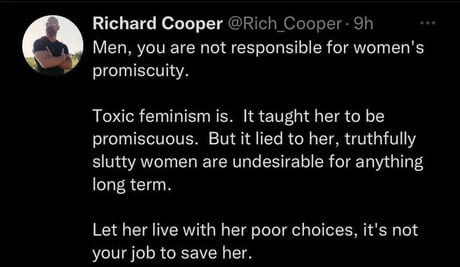 Richard Cooper @Rich_Cooper · 9h
Men, you are not responsible for women's
promiscuity.
Toxic feminism is. It taught her to be
promiscuous. But it lied to her, truthfully
slutty women are undesirable for anything
long term.
Let her live with her poor choices, it's not
your job to save her.